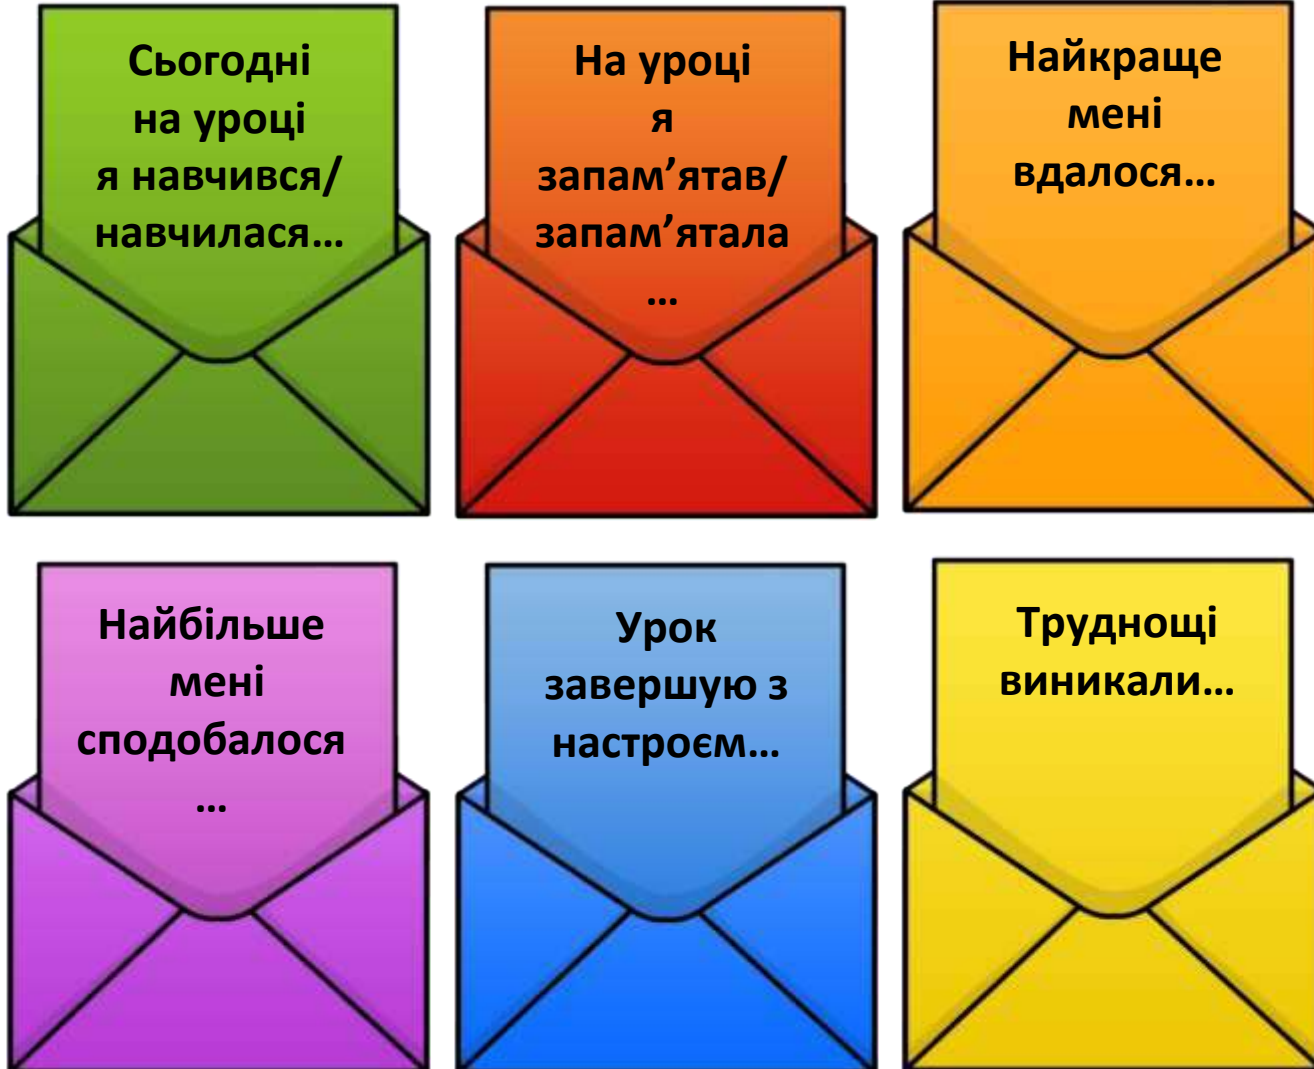 Сьогодні
на уроці
я навчився/
навчилася…
На уроці
я
запам’ятав/
запам’ятала
…
Найкраще
мені
вдалося…
Найбільше
мені
сподобалося
…
Урок
завершую з
настроєм…
Труднощі
виникали…